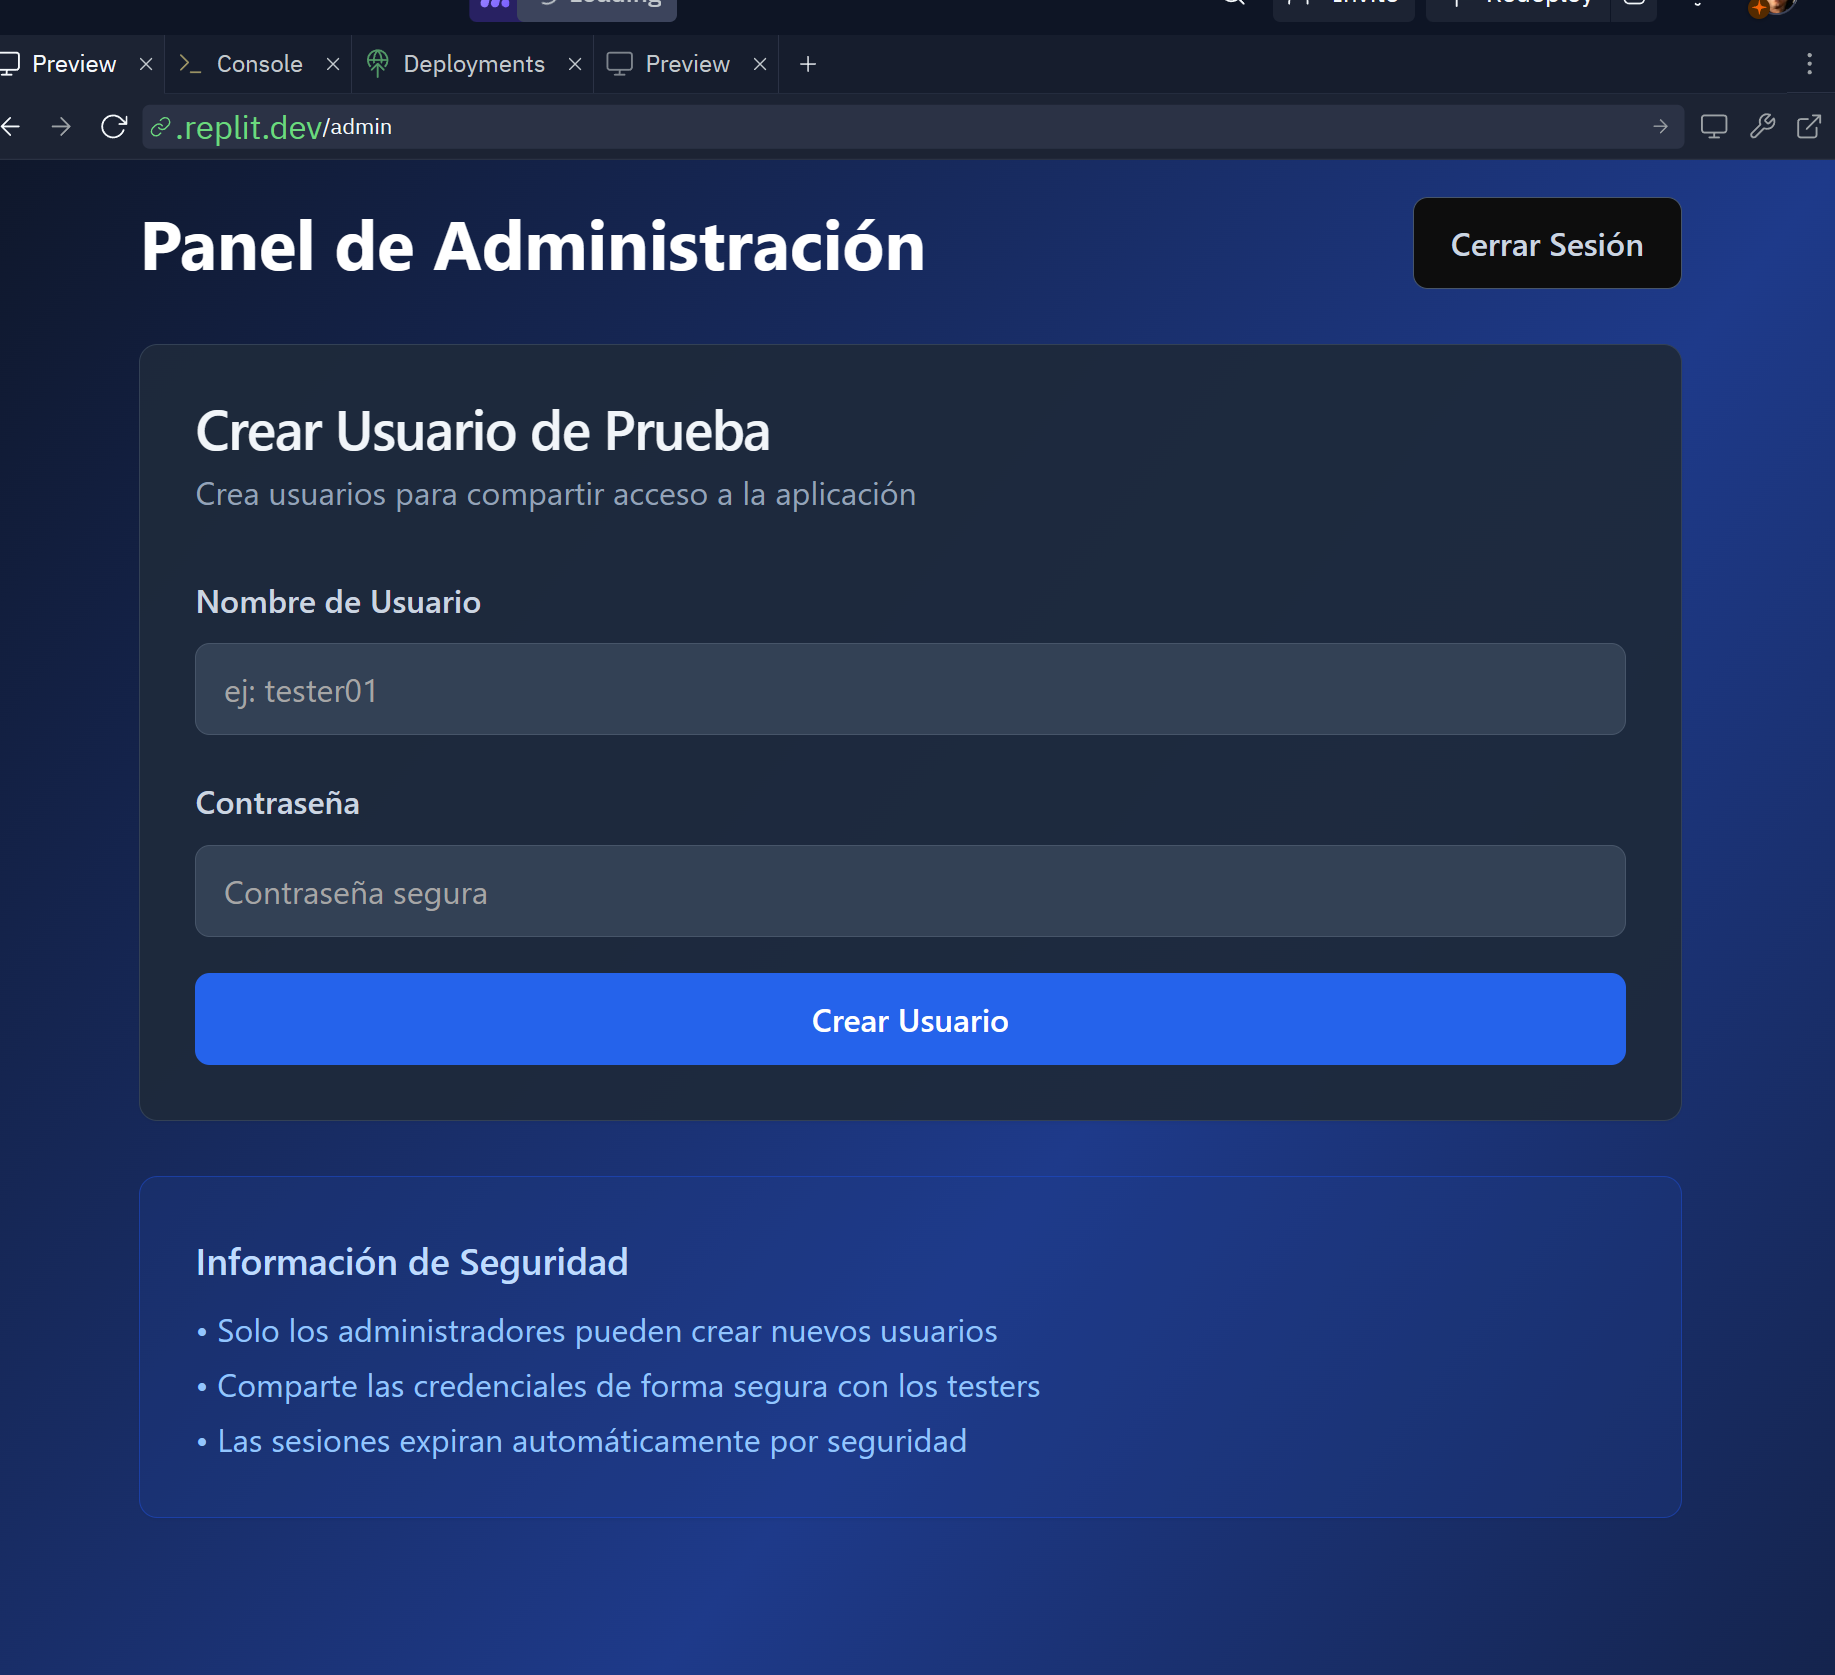 Loading
Invite
Redeploy
Preview
Console
Deployments
Preview
.replit.dev/admin
Panel de Administración
Cerrar Sesión
Crear Usuario de Prueba
Crea usuarios para compartir acceso a la aplicación
Nombre de Usuario
ej: tester01
Contraseña
Contraseña segura
Crear Usuario
Información de Seguridad
• Solo los administradores pueden crear nuevos usuarios
• Comparte las credenciales de forma segura con los testers
• Las sesiones expiran automáticamente por seguridad